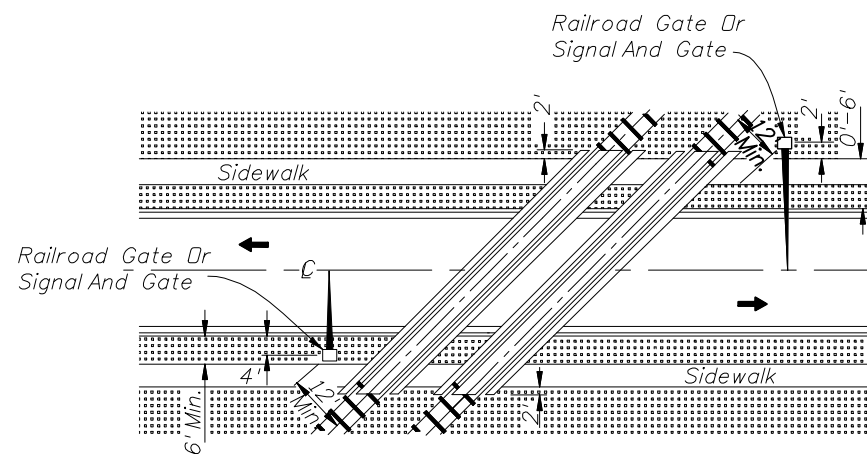 Railroad Gate Or
Signal And Gate
2'
12'
Min.
2'
0'-6'
Sidewalk
Railroad Gate Or
Signal And Gate
℄
4'
6' Min.
12'
Min.
2'
Sidewalk